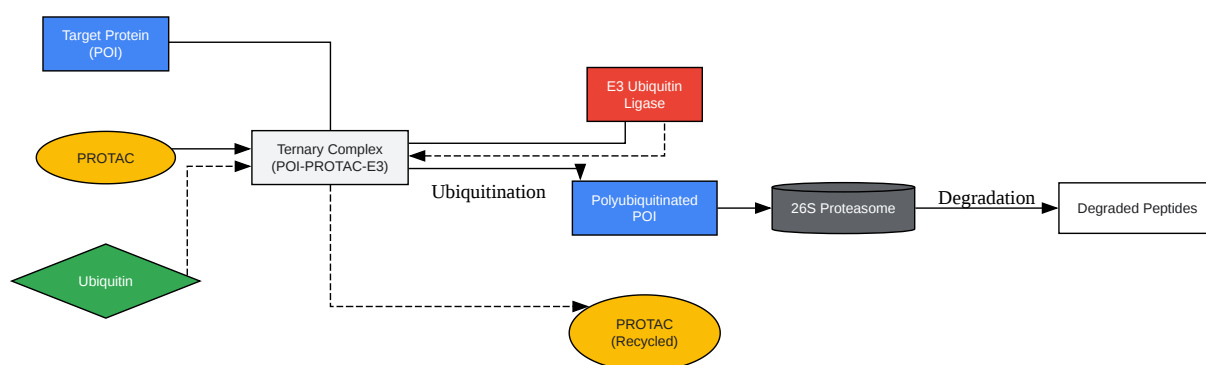 Target Protein
(POI)
E3 Ubiquitin
Ligase
PROTAC
Ternary Complex
(POI-PROTAC-E3)
Ubiquitination
Polyubiquitinated
POI
26S Proteasome
Degradation
Degraded Peptides
Ubiquitin
PROTAC
(Recycled)